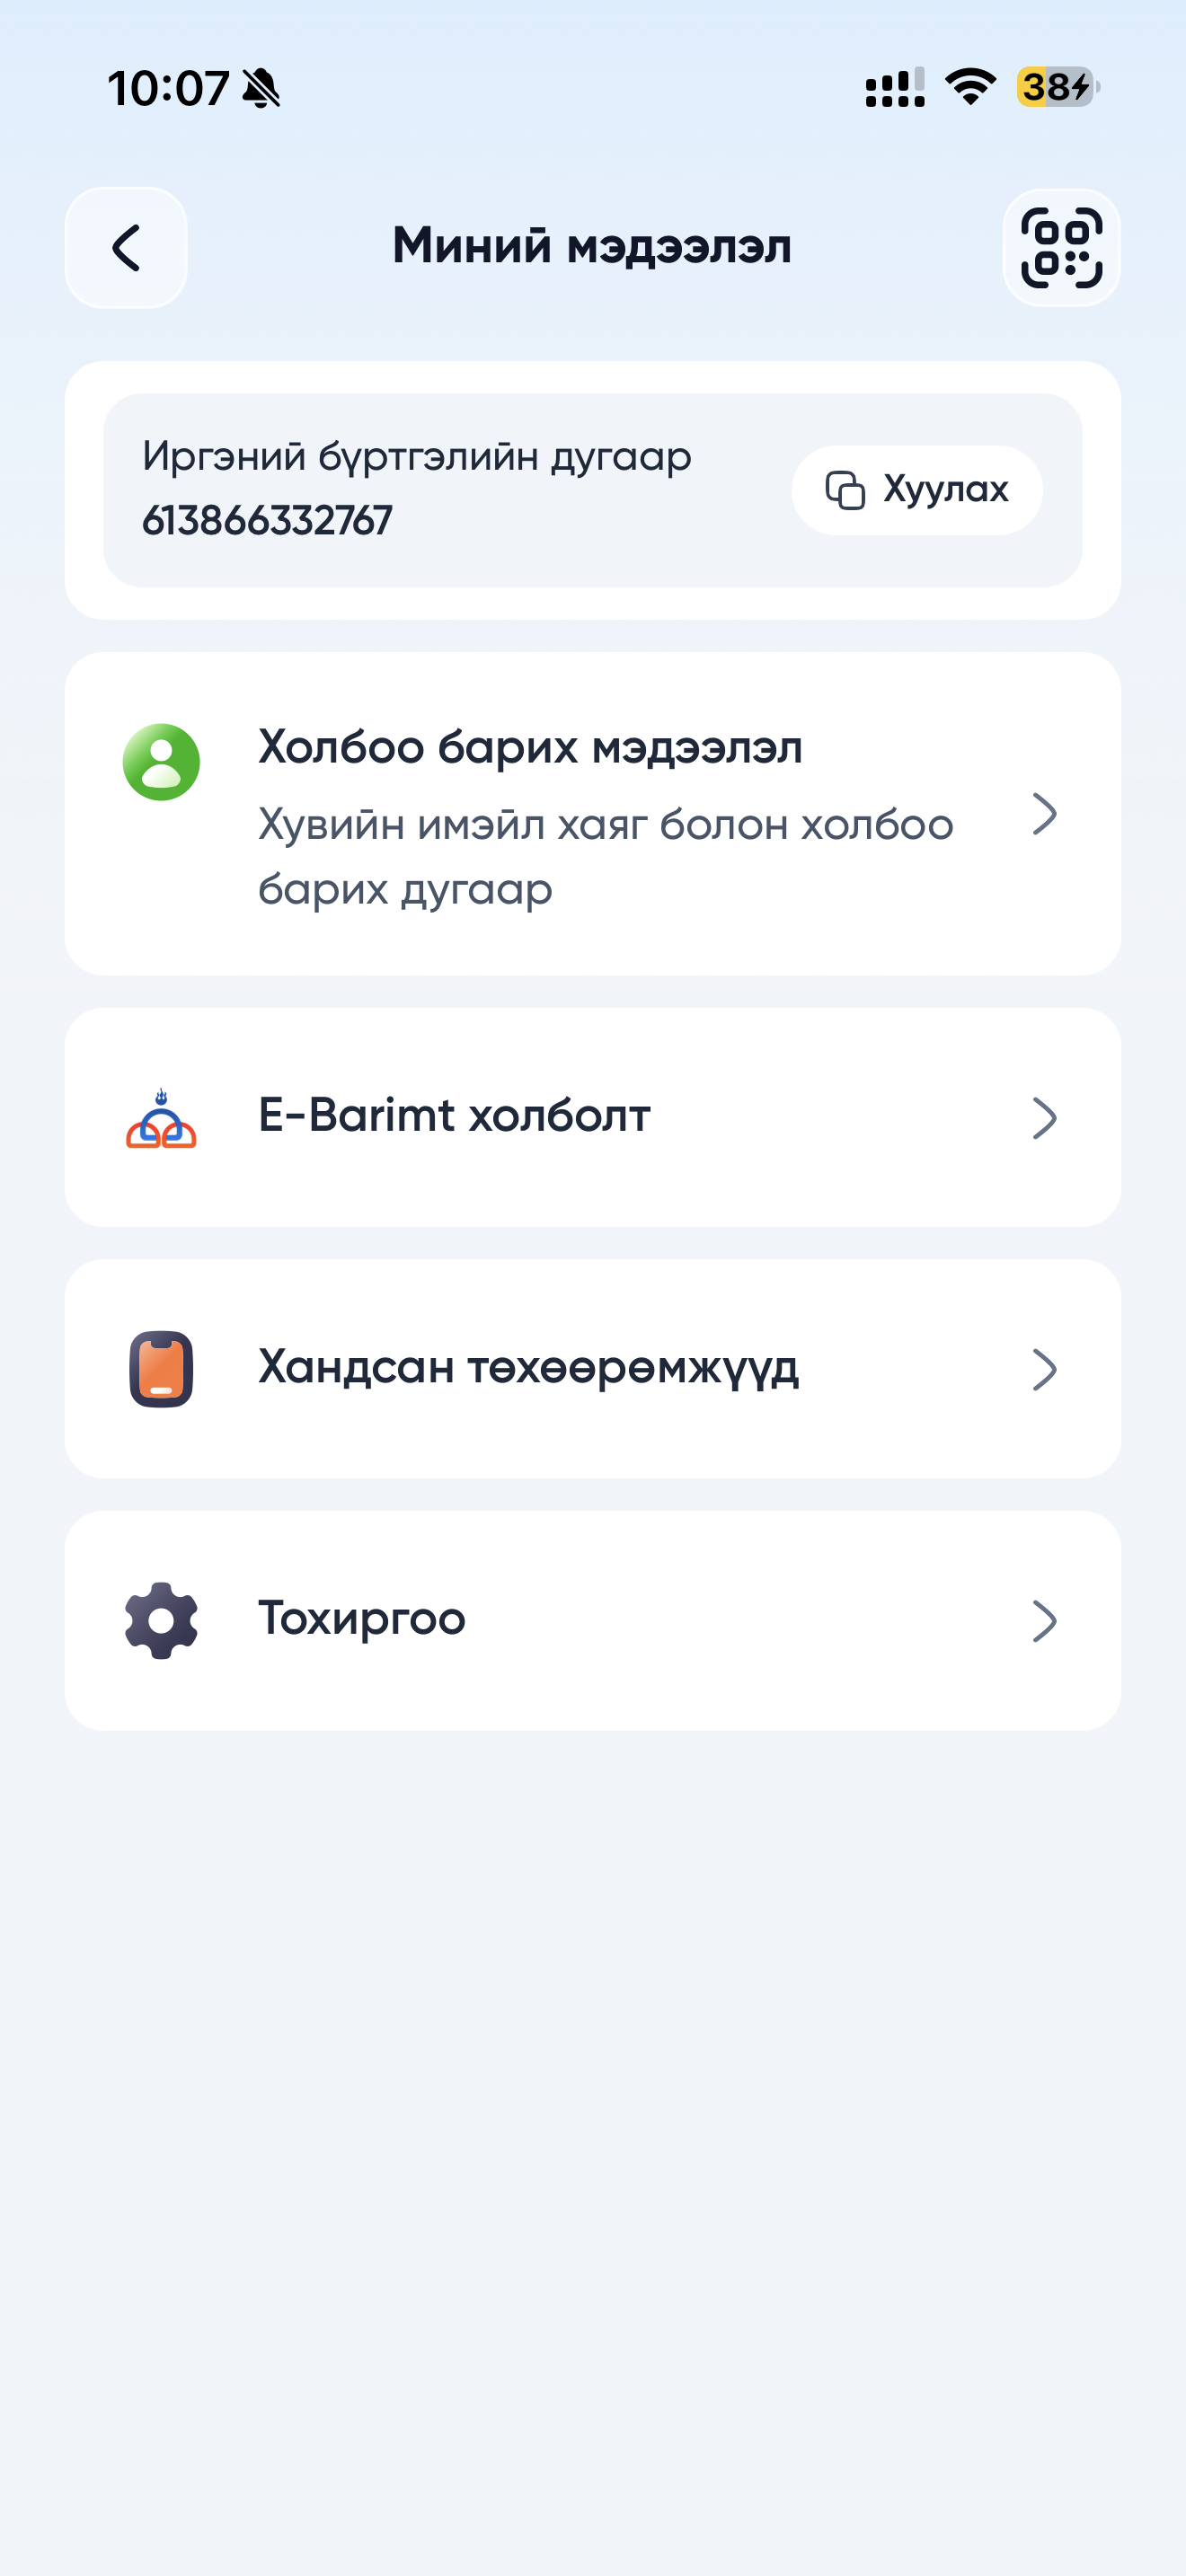 10:07
38
Миний мэдээлэл
Иргэний бүртгэлийн дугаар
613866332767
Хуулах
Холбоо барих мэдээлэл
Хувийн имэйл хаяг болон холбоо
барих дугаар
E-Barimt холболт
Хандсан төхөөрөмжүүд
Тохиргоо